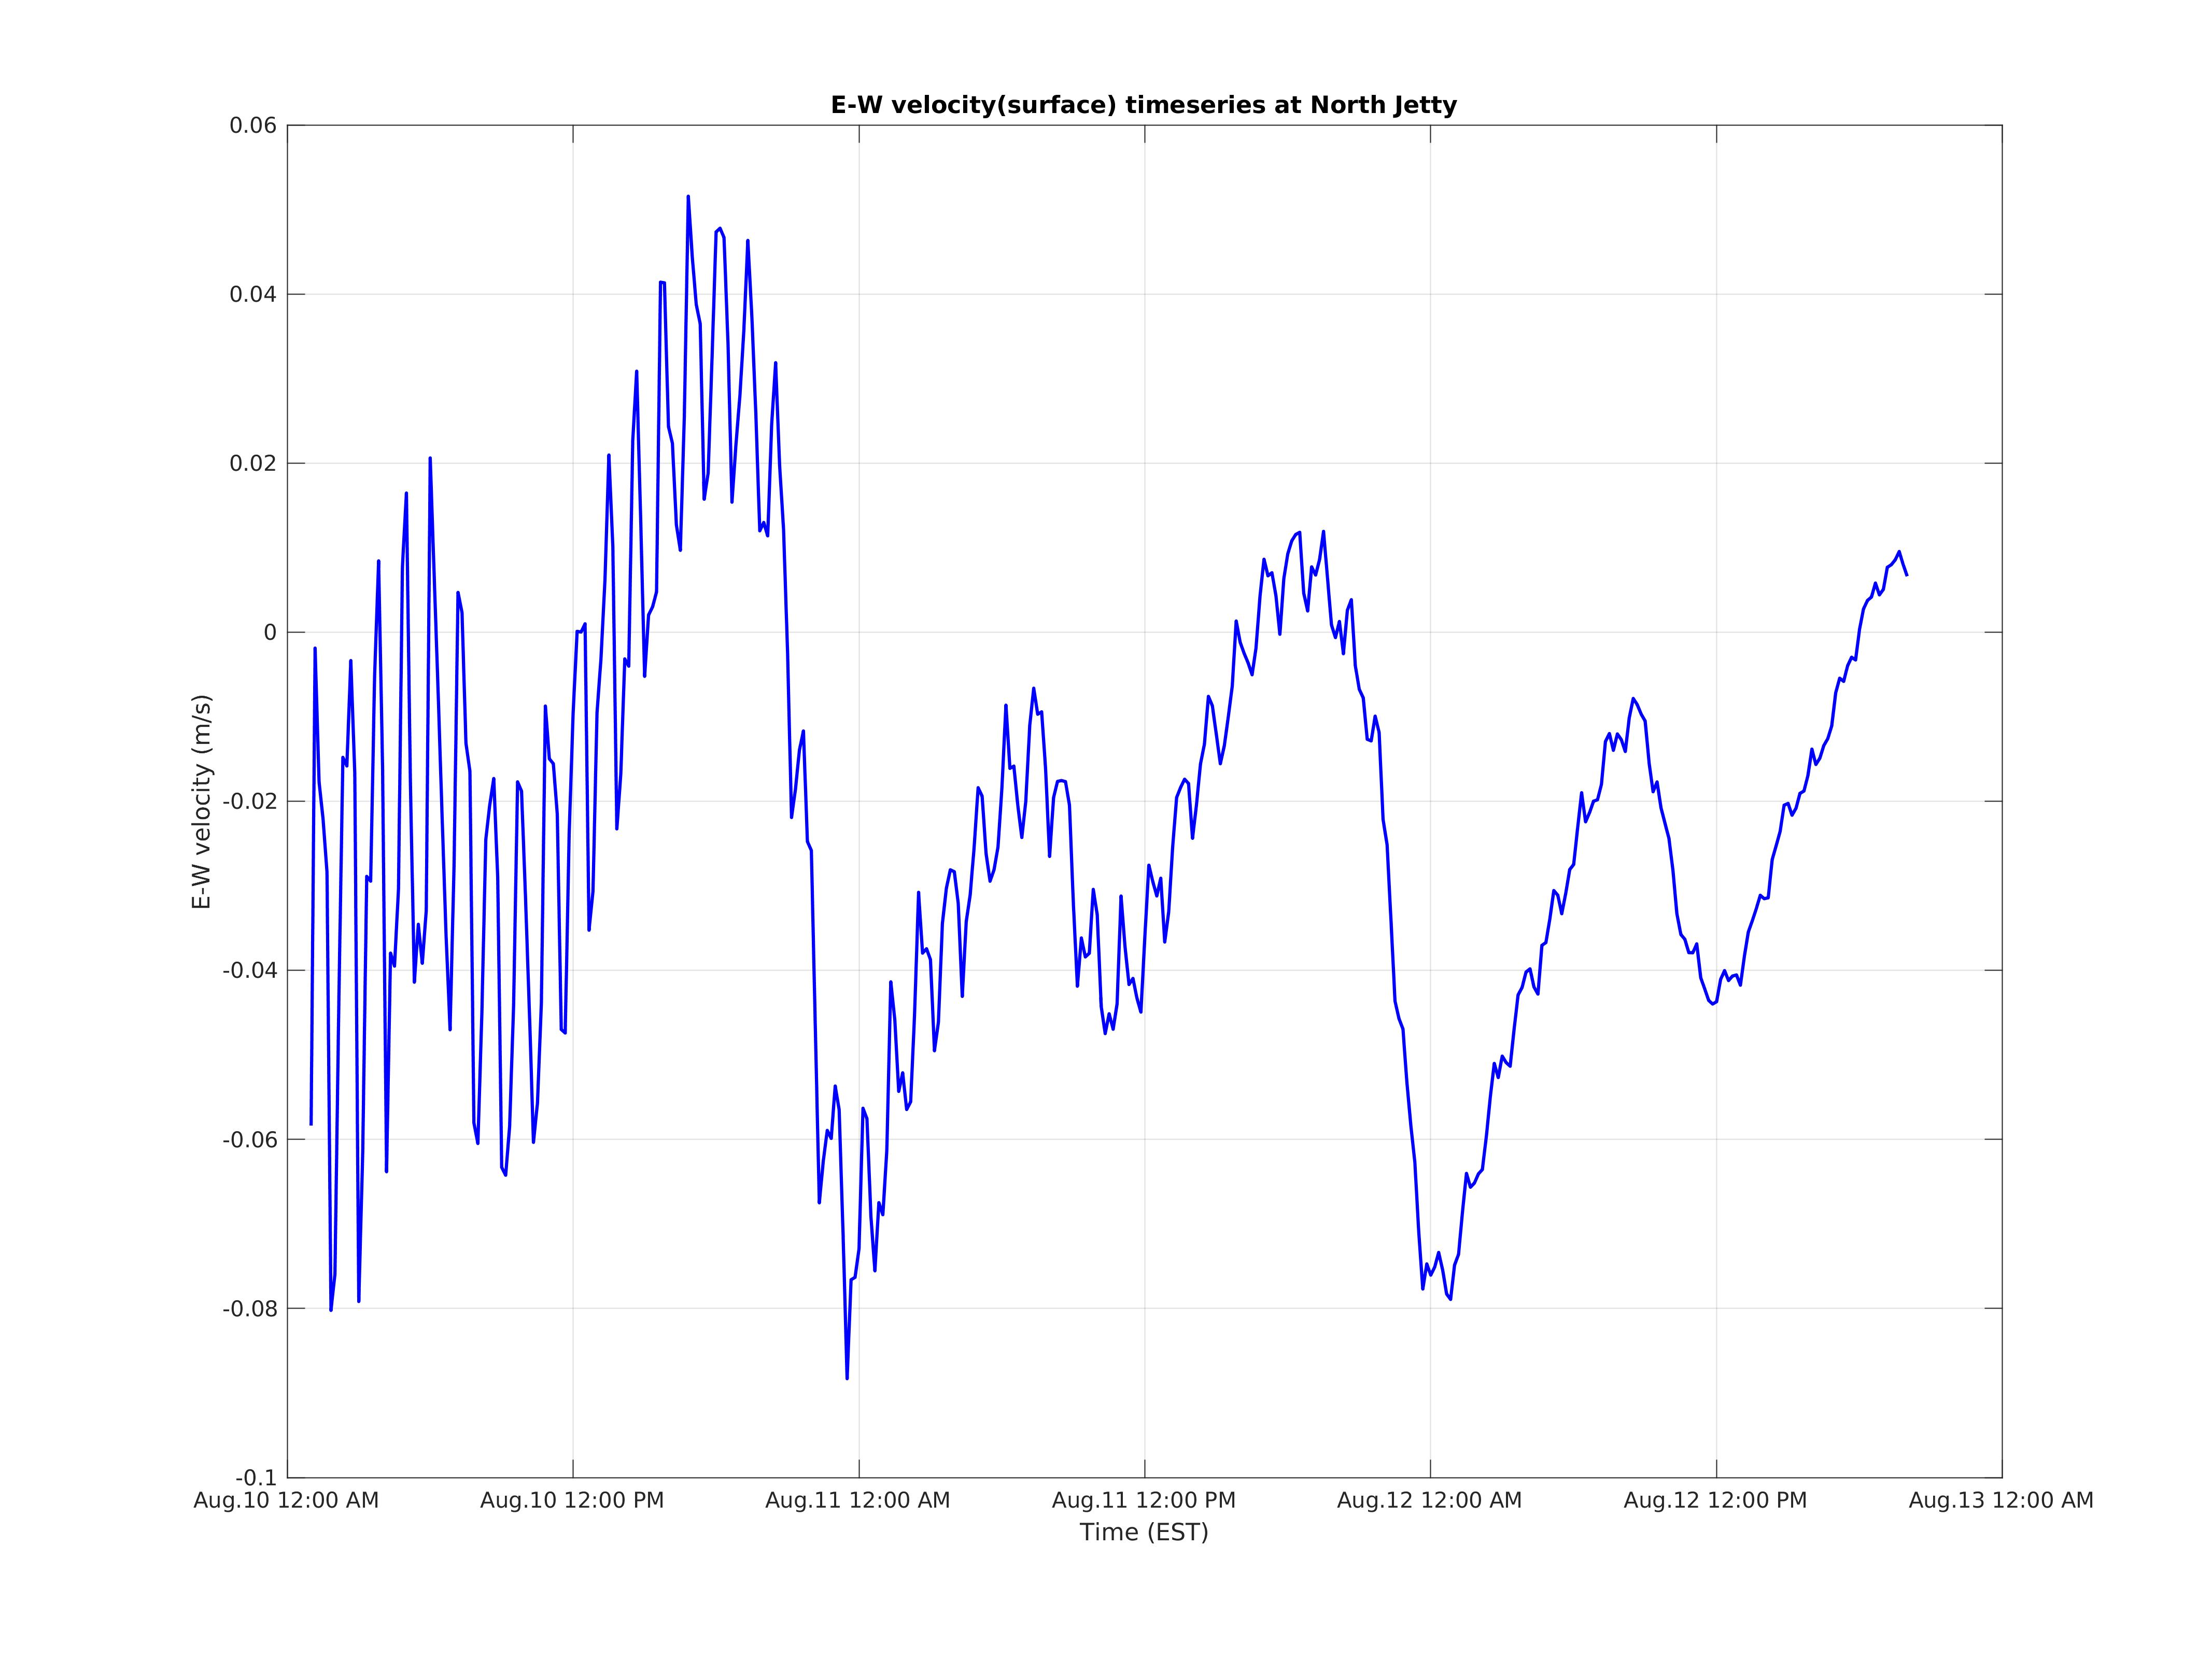 E-W velocity(surface) timeseries at North Jetty
0.06
0.04
0.02
0
-0.02
-0.04
-0.06
-0.08
-0.1
E-W velocity (m/s)
Aug.10 12:00 AM Aug.10 12:00 PM Aug.11 12:00 AM Aug.11 12:00 PM Aug.12 12:00 AM Aug.12 12:00 PM Aug.13 12:00 AM
Time (EST)